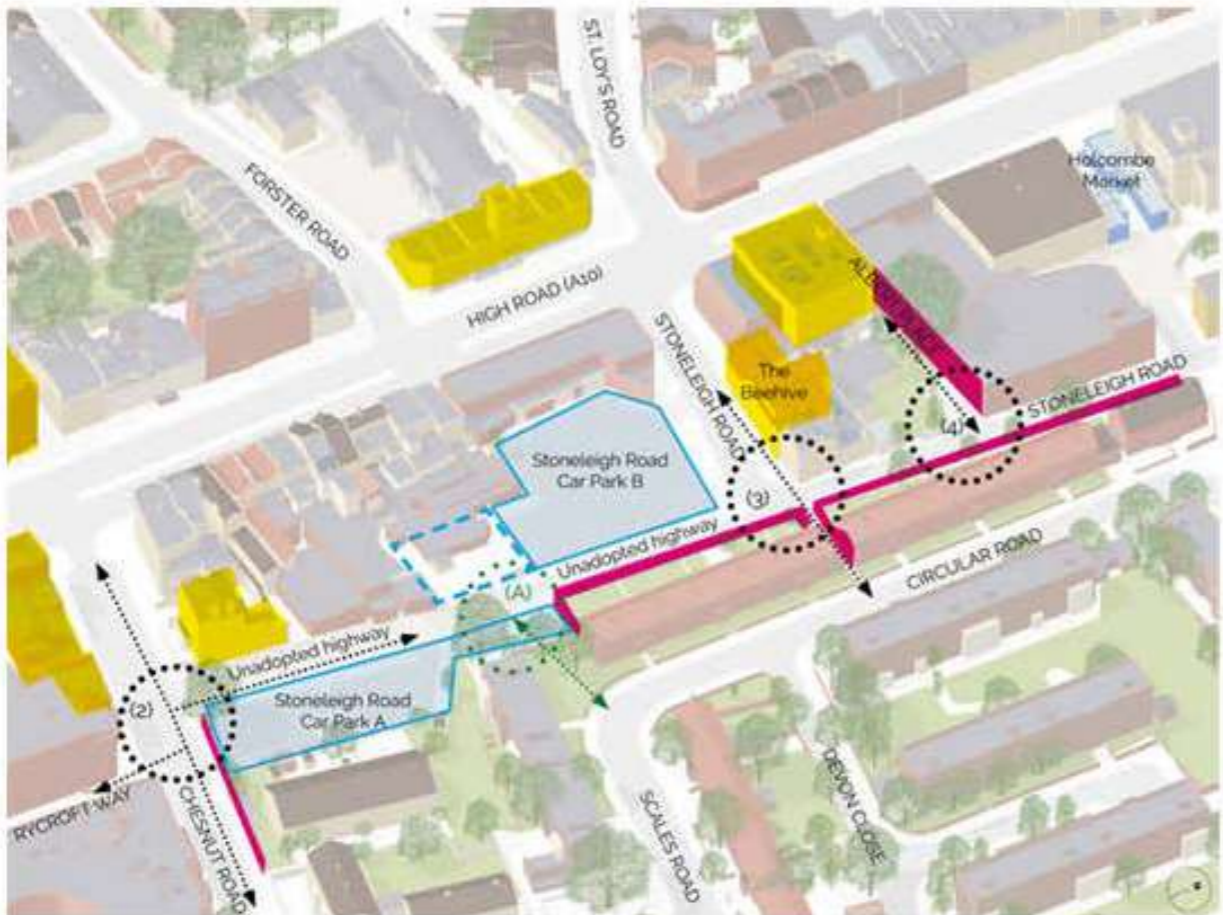 ST. LOY'S ROAD
FORSTER ROAD
Holcombe
Market
HIGH ROAD (A10)
STONELEIGH ROAD
The
Beehive
STONELEIGH ROAD
(4)
Stoneleigh Road
Car Park B
(3)
Unadopted highway
CIRCULAR ROAD
(A)
Unadopted highway
Stoneleigh Road
Car Park A
(2)
RYCROFT WAY
CHESNUT ROAD
SCALES ROAD
DEVON CLOSE